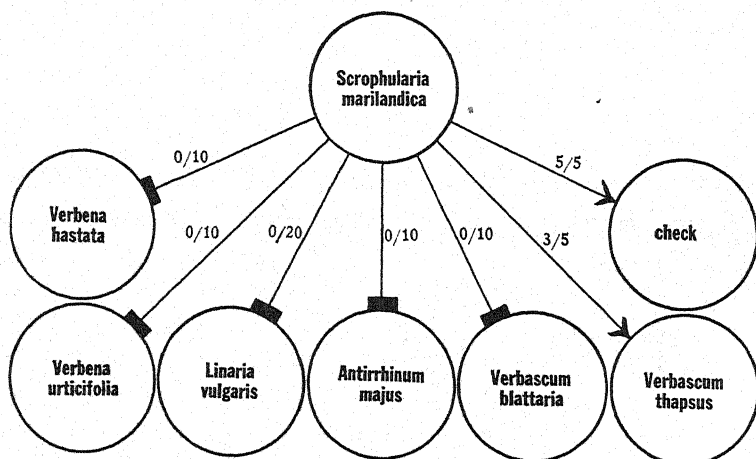 Scrophularia
marilandica
0/10
5/5
Verbena
hastata
0/10
0/20
0/10
0/10
3/5
check
Verbena
urticifolia
Linaria
vulgaris
Antirrhinum
majus
Verbascum
blattaria
Verbascum
thapsus